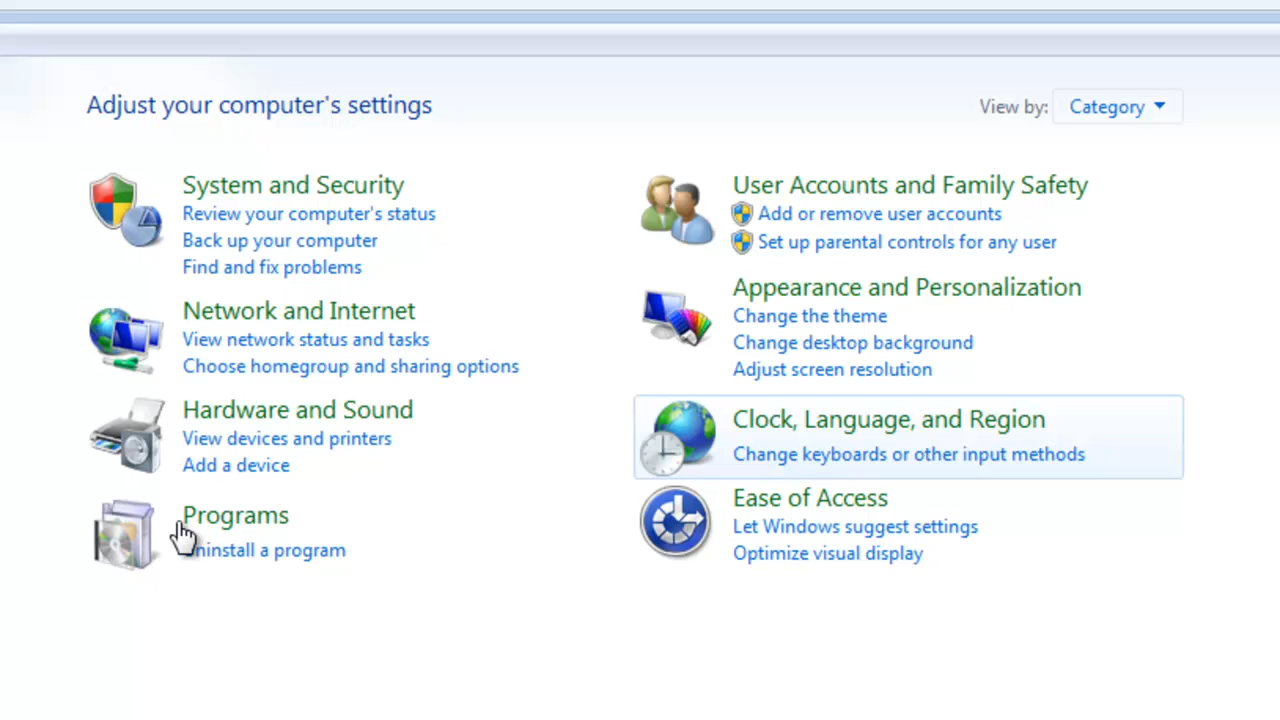 Adjust your computer's settings
View by: Category
System and Security
Review your computer's status
Back up your computer
Find and fix problems
Network and Internet
View network status and tasks
Choose homegroup and sharing options
Hardware and Sound
View devices and printers
Add a device
Programs
Uninstall a program
User Accounts and Family Safety
Add or remove user accounts
Set up parental controls for any user
Appearance and Personalization
Change the theme
Change desktop background
Adjust screen resolution
Clock, Language, and Region
Change keyboards or other input methods
Ease of Access
Let Windows suggest settings
Optimize visual display